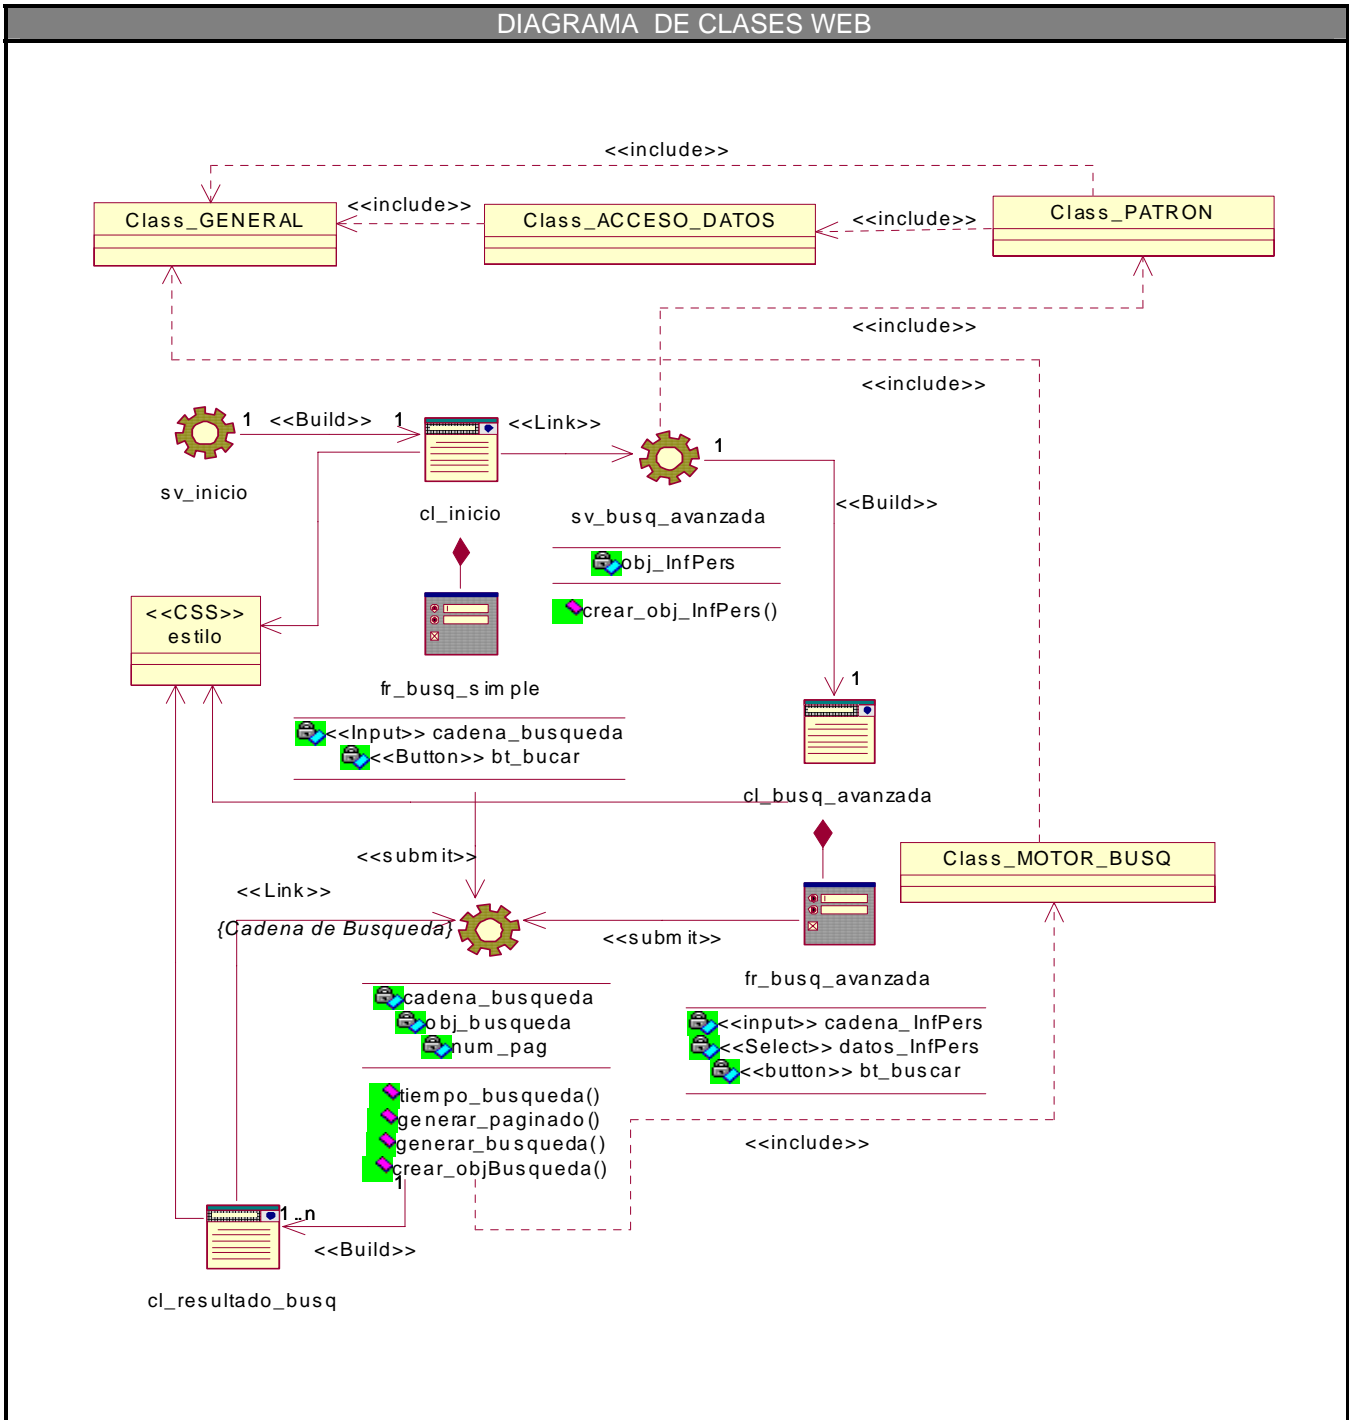 DIAGRAMA DE CLASES WEB
<<include>>
Class_GENERAL
<<include>>
Class_ACCESO_DATOS
<<include>>
Class_PATRON
<<include>>
<<include>>
1
<<Build>>
1
<<Link>>
1
sv_inicio
cl_inicio
sv_busq_avanzada
<<Build>>
obj_InfPers
crear_obj_InfPers()
<<CSS>>
estilo
fr_busq_simple
1
<<Input>> cadena_busqueda
<<Button>> bt_bucar
cl_busq_avanzada
<<submit>>
Class_MOTOR_BUSQ
<<Link>>
{Cadena de Busqueda}
<<submit>>
fr_busq_avanzada
cadena_busqueda
obj_busqueda
num_pag
<<input>> cadena_InfPers
<<Select>> datos_InfPers
<<button>> bt_buscar
tiempo_busqueda()
generar_paginado()
generar_busqueda()
crear_objBusqueda()
<<include>>
1
1..n
<<Build>>
cl_resultado_busq